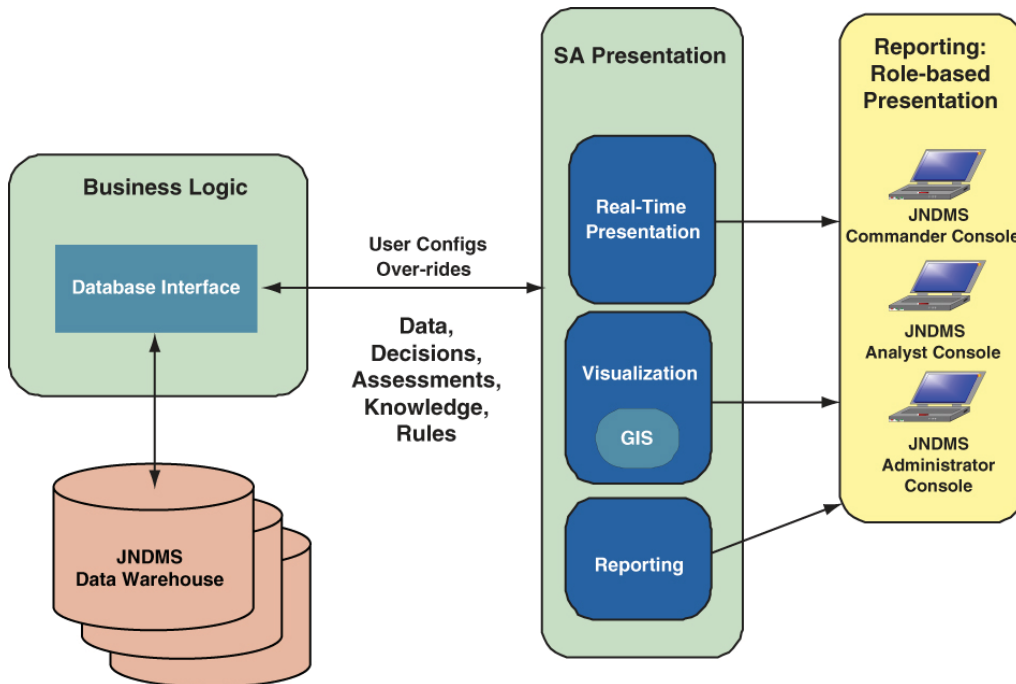 Business Logic
Database Interface
JNDMS
Data Warehouse
User Configs
Over-rides
Data,
Decisions,
Assessments,
Knowledge,
Rules
SA Presentation
Real-Time
Presentation
Visualization
GIS
Reporting
Reporting:
Role-based
Presentation
JNDMS
Commander Console
JNDMS
Analyst Console
JNDMS
Administrator
Console